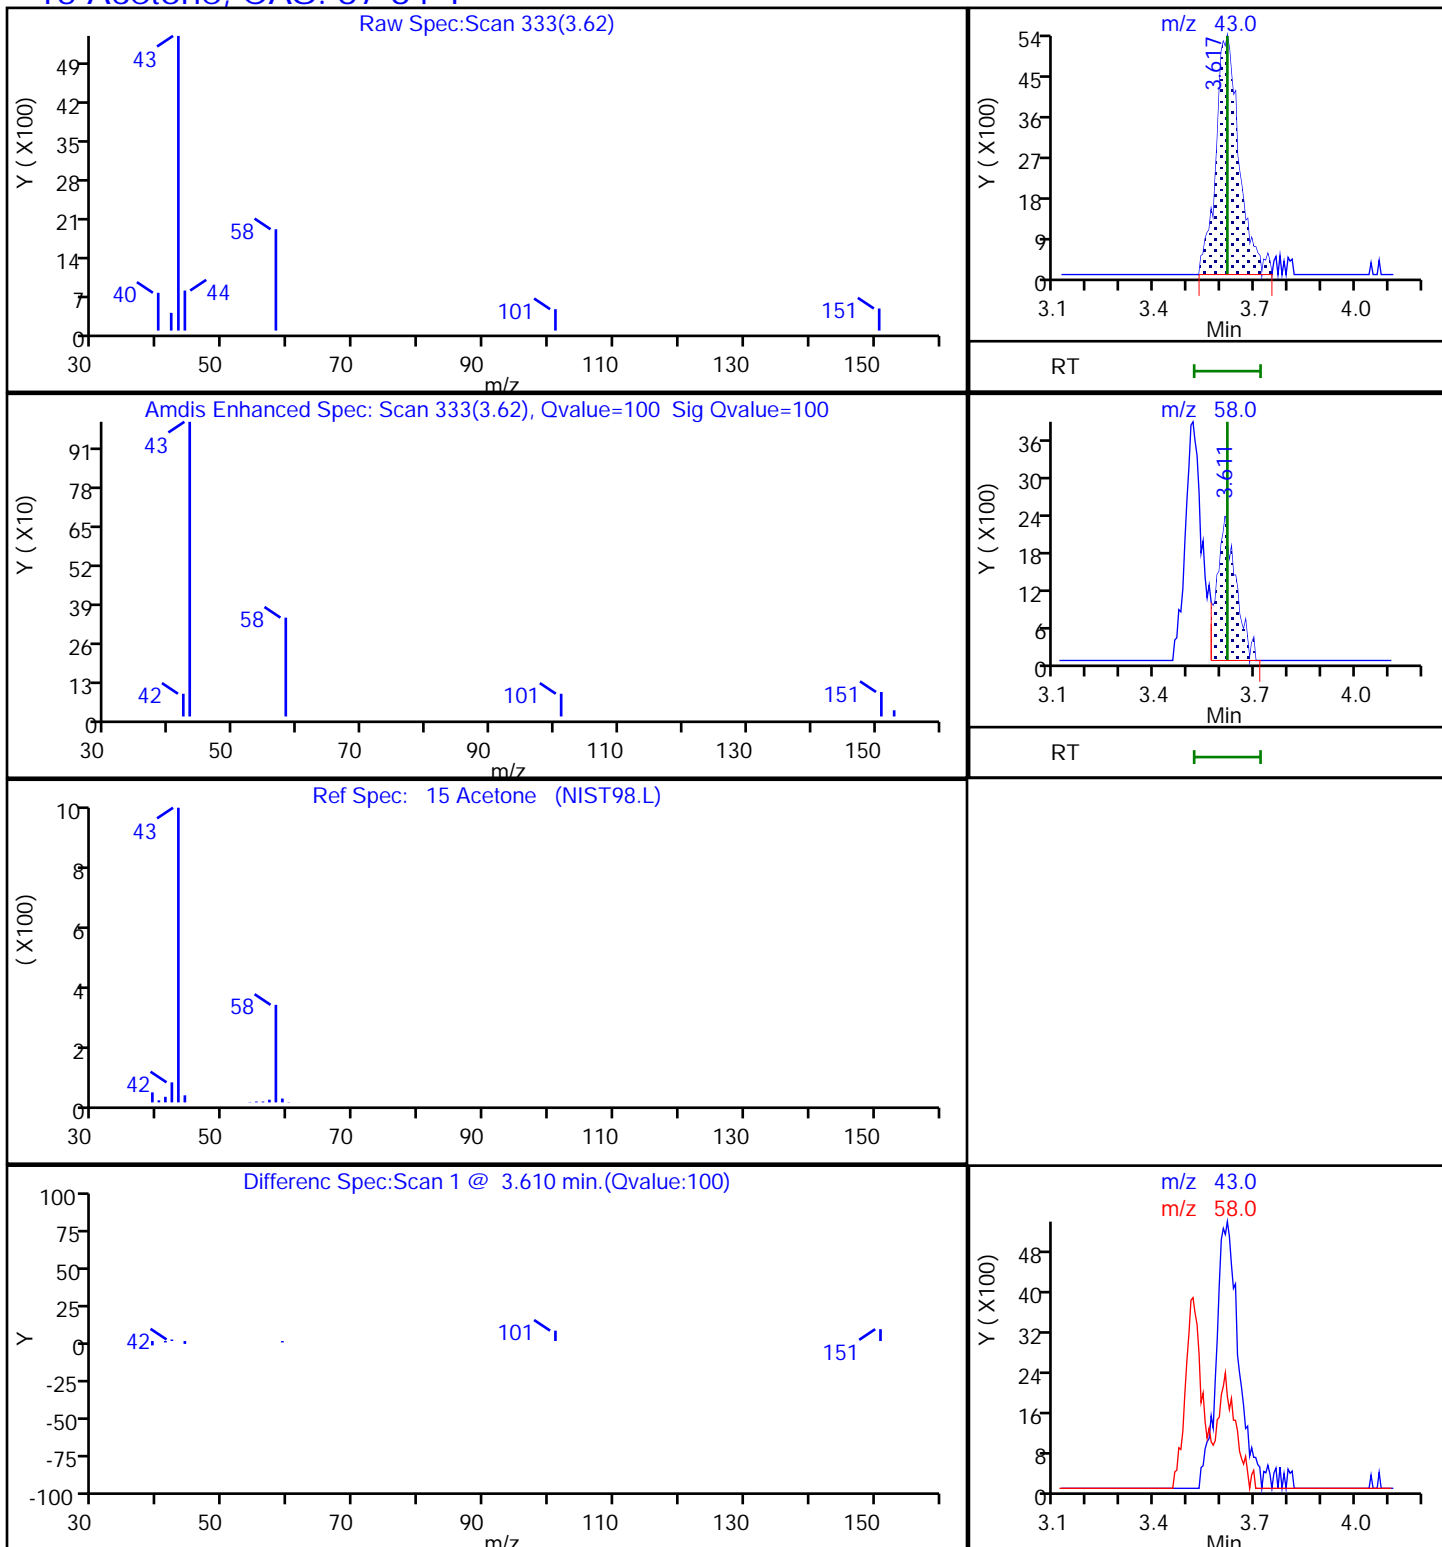 15 Acetone, CAS: 67-64-1
Raw Spec:Scan 333(3.62)
Y ( X100)
49
42
35
28
21
14
7
0
43
58
40
44
101
151
30 50 70 90 110 130 150
m/z
m/z 43.0
Y ( X100)
54
45
36
27
18
9
0
3.617
3.1 3.4 3.7 4.0
Min
RT
Amdis Enhanced Spec: Scan 333(3.62), Qvalue=100 Sig Qvalue=100
Y ( X10)
91
78
65
52
39
26
13
0
43
58
42
101
151
30 50 70 90 110 130 150
m/z
m/z 58.0
Y ( X100)
36
30
24
18
12
6
0
3.611
3.1 3.4 3.7 4.0
Min
RT
Ref Spec: 15 Acetone (NIST98.L)
( X100)
10
8
6
4
2
0
43
58
42
30 50 70 90 110 130 150
Differenc Spec:Scan 1 @ 3.610 min.(Qvalue:100)
Y
100
75
50
25
0
-25
-50
-75
-100
42
101
151
30 50 70 90 110 130 150
m/z
m/z 43.0
m/z 58.0
Y ( X100)
48
40
32
24
16
8
0
3.1 3.4 3.7 4.0
Min